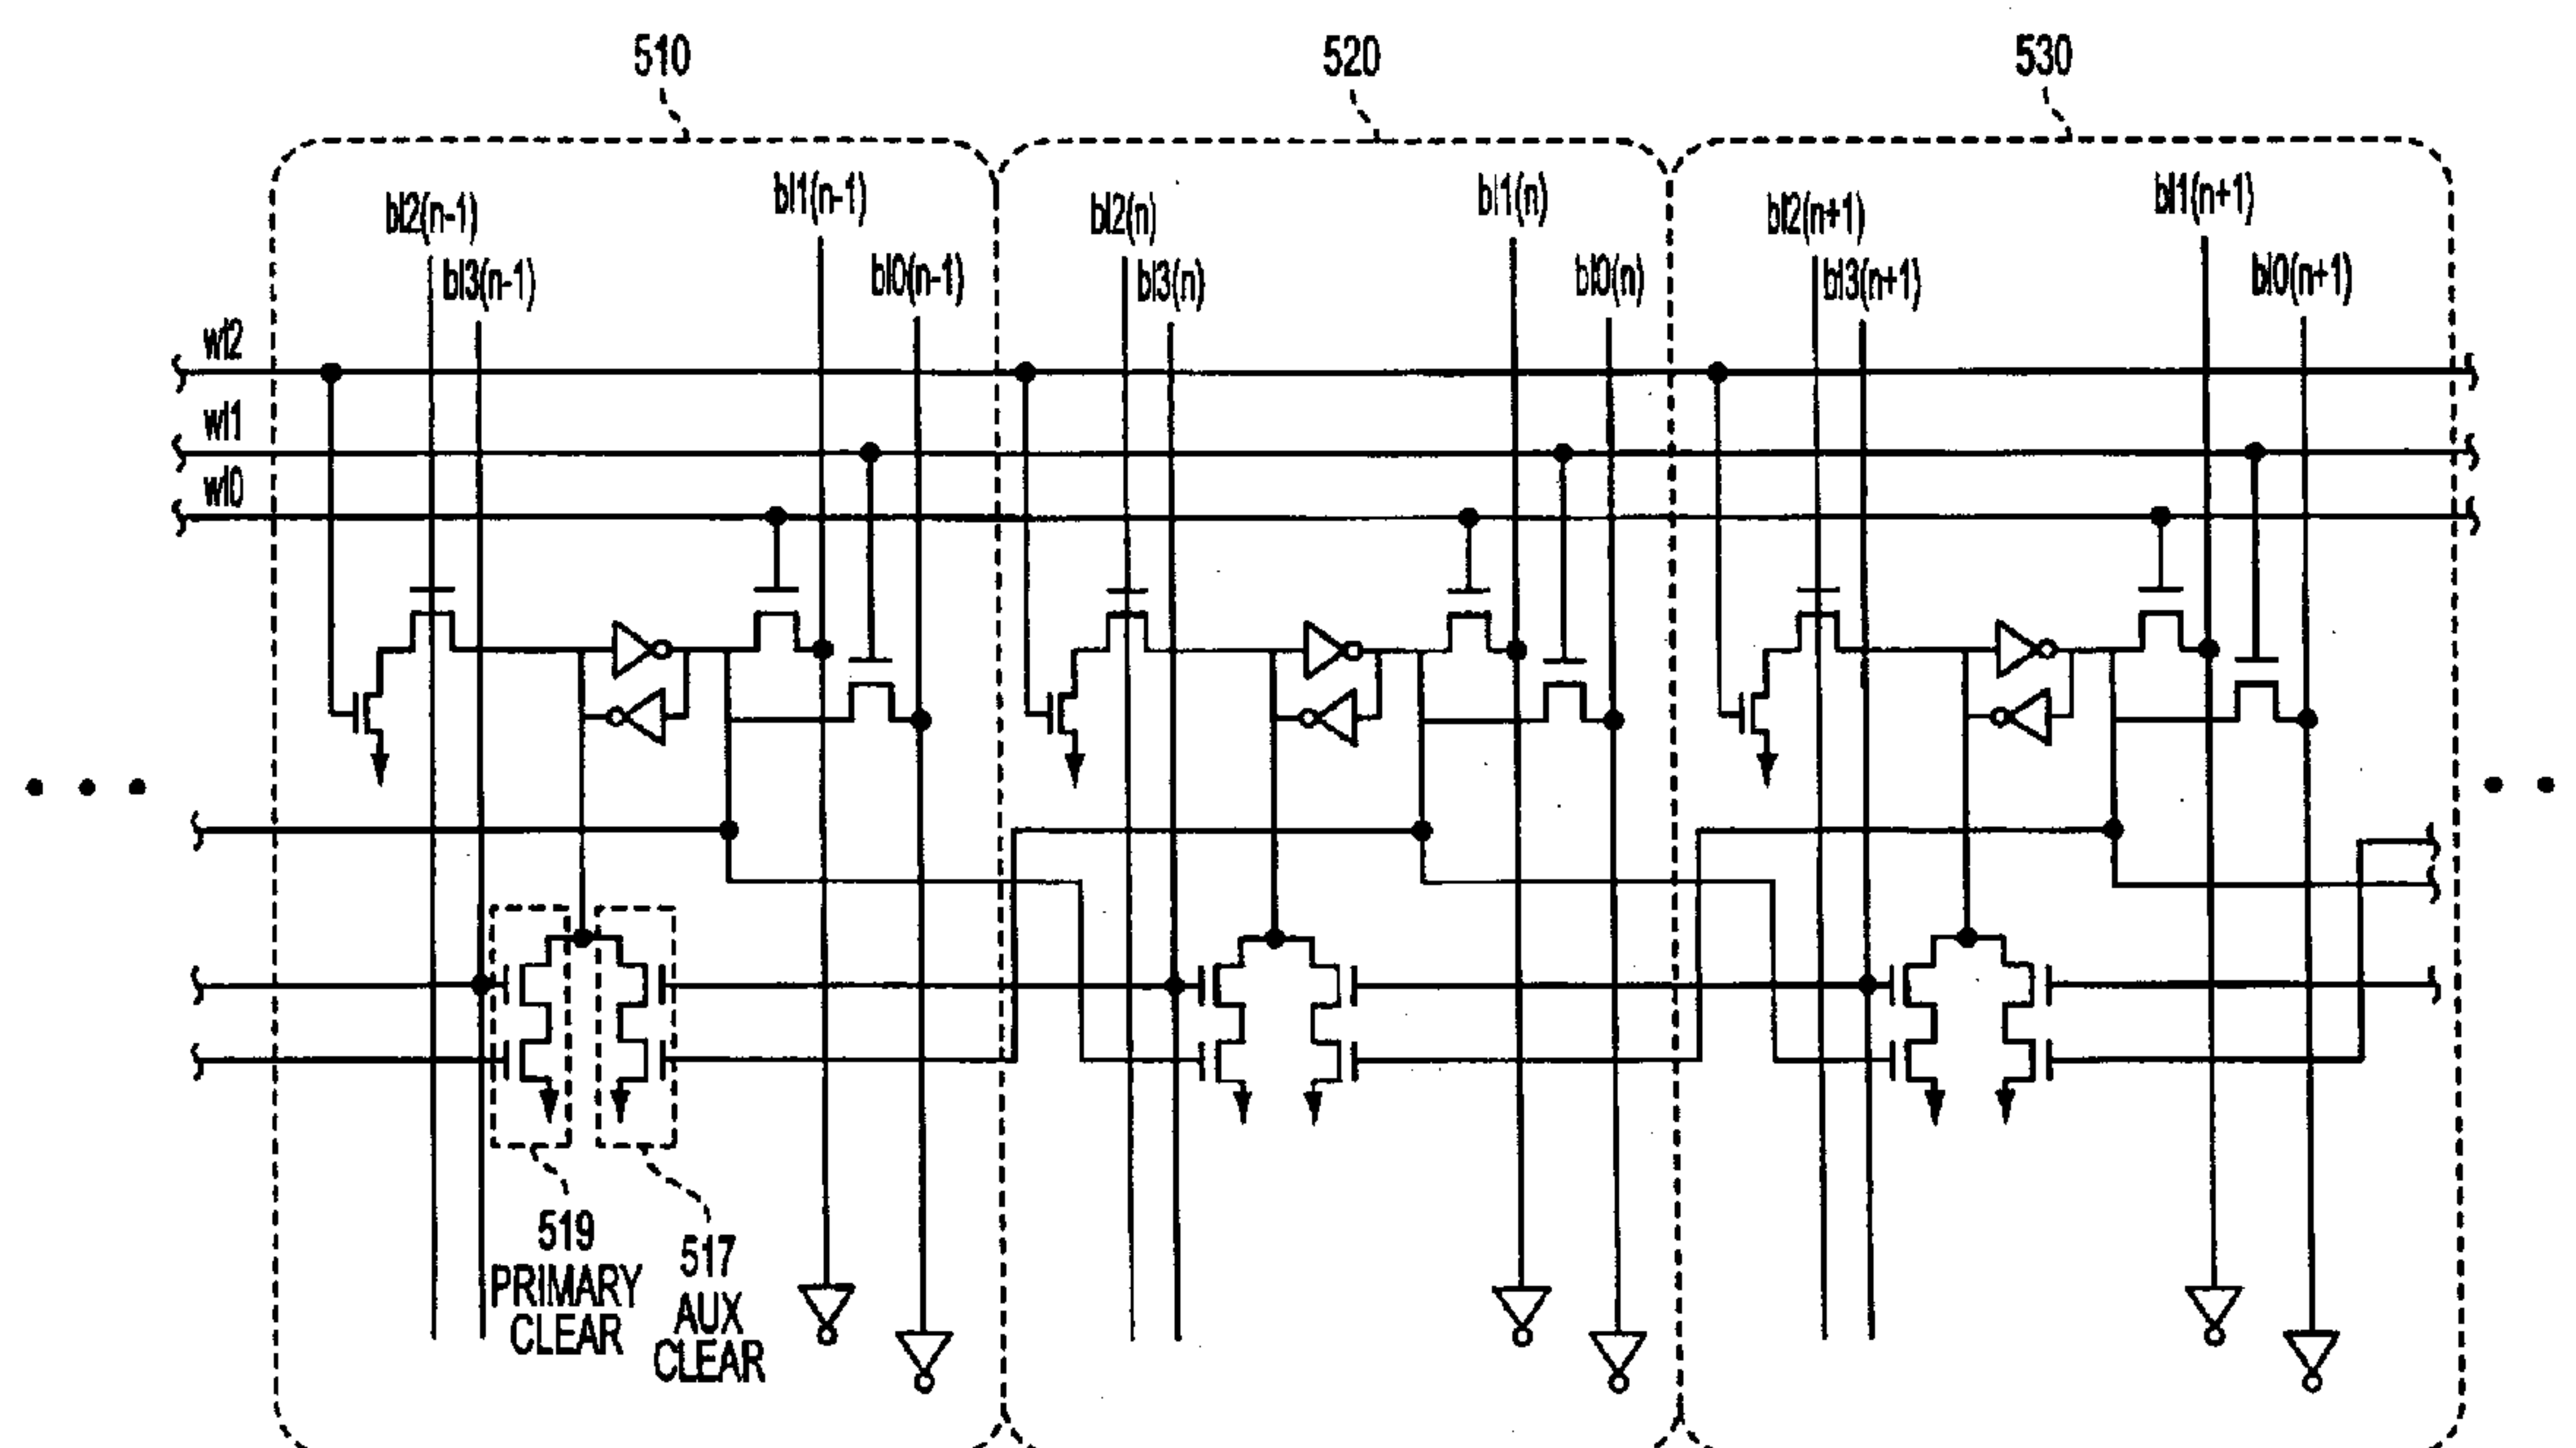 510
520
530
bl2(n-1)
bl3(n-1)
bl1(n-1)
bl0(n-1)
bl2(n)
bl3(n)
bl1(n)
bl0(n)
bl2(n+1)
bl3(n+1)
bl1(n+1)
bl0(n+1)
wl2
wl1
wl0
519
PRIMARY
CLEAR
517
AUX
CLEAR